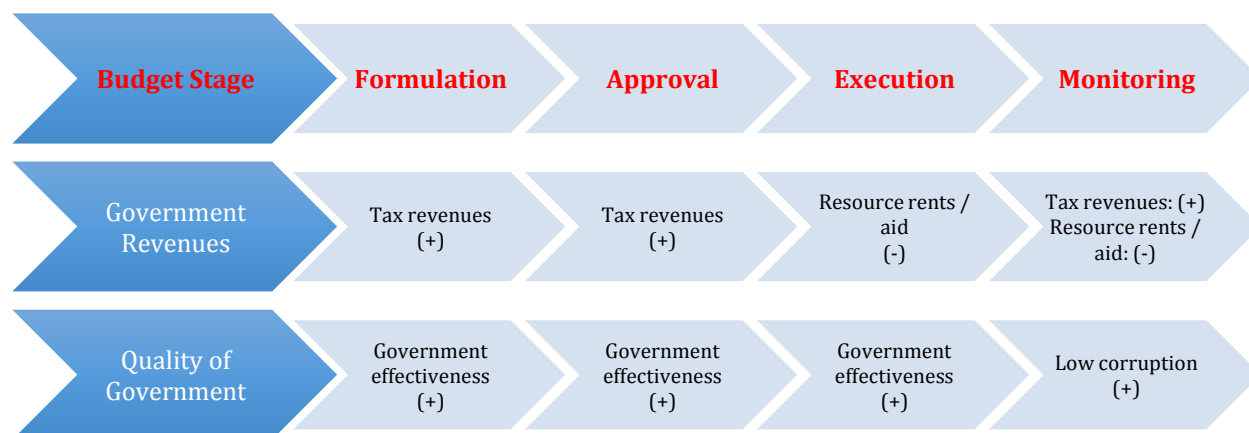 Budget Stage
Formulation
Approval
Execution
Monitoring
Government
Revenues
Tax revenues
(+)
Tax revenues
(+)
Resource rents /
aid
(-)
Tax revenues: (+)
Resource rents /
aid: (-)
Quality of
Government
Government
effectiveness
(+)
Government
effectiveness
(+)
Government
effectiveness
(+)
Low corruption
(+)